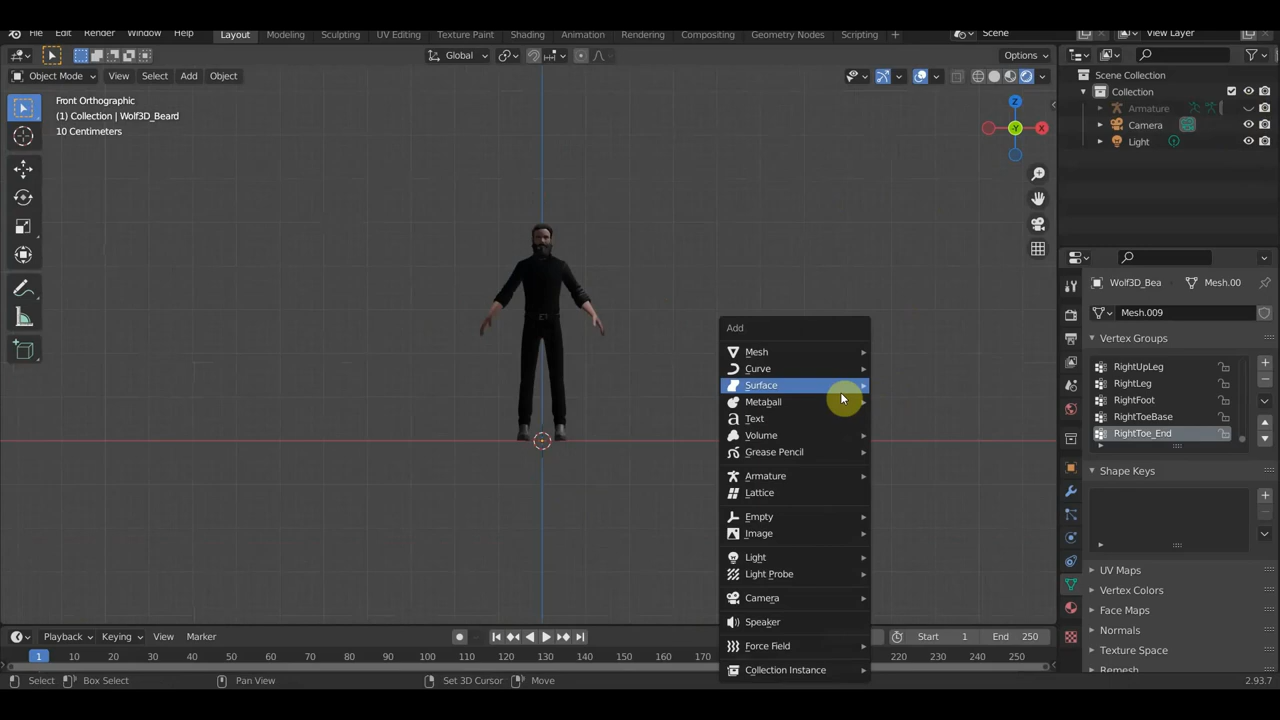 File Edit Render Window Help Layout Modeling Sculpting UV Editing Texture Paint Shading Animation Rendering Compositing Geometry Nodes Scripting + Scene View Layer
Global Options
Object Mode View Select Add Object
Front Orthographic
(1) Collection | Wolf3D_Beard
10 Centimeters
Z
-Y
X
Scene Collection
Collection
Armature
Camera
Light
Add
Mesh
Curve
Surface
Metaball
Text
Volume
Grease Pencil
Armature
Lattice
Empty
Image
Light
Light Probe
Camera
Speaker
Force Field
Collection Instance
Wolf3D_Bea Mesh.00
Mesh.009
Vertex Groups
RightUpLeg
RightLeg
RightFoot
RightToeBase
RightToe_End
Shape Keys
UV Maps
Vertex Colors
Face Maps
Normals
Texture Space
Remesh
Playback Keying View Marker Start 1 End 250
1 10 20 30 40 50 60 70 80 90 100 110 120 130 140 150 160 170 220 230 240 250
Select Box Select Pan View Set 3D Cursor Move 2.93.7